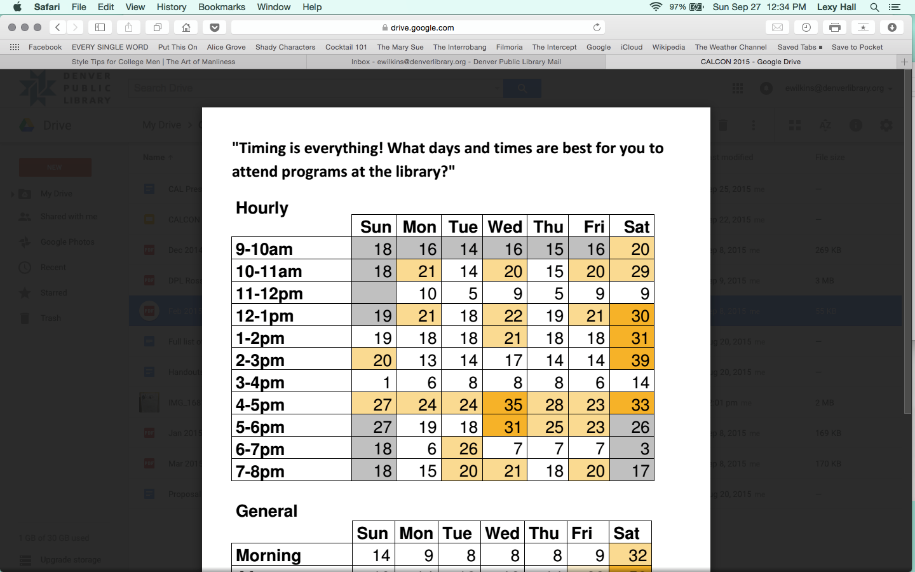 Safari File Edit View History Bookmarks Window Help 97% Sun Sep 27 12:34 PM Lexy Hall
drive.google.com
Facebook EVERY SINGLE WORD Put This On Alice Grove Shady Characters Cocktail 101 The Mary Sue The Interrobang Filmoria The Intercept Google iCloud Wikipedia The Weather Channel Saved Tabs Save to Pocket
Style Tips for College Men | The Art of Manliness Inbox - ewilkins@denverlibrary.org - Denver Public Library Mail CALCON 2015 - Google Drive
DENVER
PUBLIC
LIBRARY
Search Drive ewilkins@denverlibrary.org
Drive My Drive >
Name
My Drive
Shared with me
Google Photos
Recent
Starred
Trash
Upgrade storage
"Timing is everything! What days and times are best for you to
attend programs at the library?"
Hourly
Sun Mon Tue Wed Thu Fri Sat
9-10am 18 16 14 16 15 16 20
10-11am 18 21 14 20 15 20 29
11-12pm 10 5 9 5 9 9
12-1pm 19 21 18 22 19 21 30
1-2pm 19 18 18 21 18 18 31
2-3pm 20 13 14 17 14 14 39
3-4pm 1 6 8 8 8 6 14
4-5pm 27 24 24 35 28 23 33
5-6pm 27 19 18 31 25 23 26
6-7pm 18 6 26 7 7 7 3
7-8pm 18 15 20 21 18 20 17
General
Sun Mon Tue Wed Thu Fri Sat
Morning 14 9 8 8 8 9 32